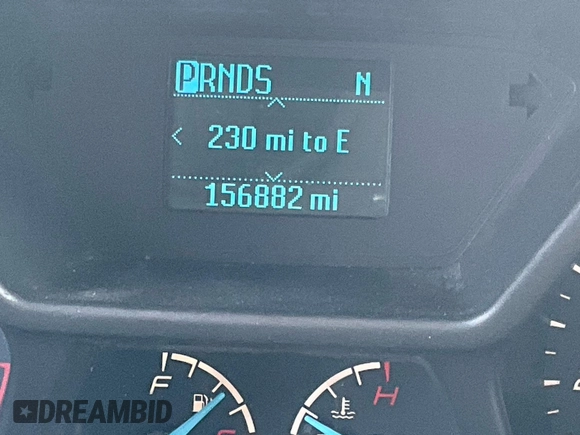 PRNDS N
< 230 mi to E
156882 mi
F H
DREAMBID